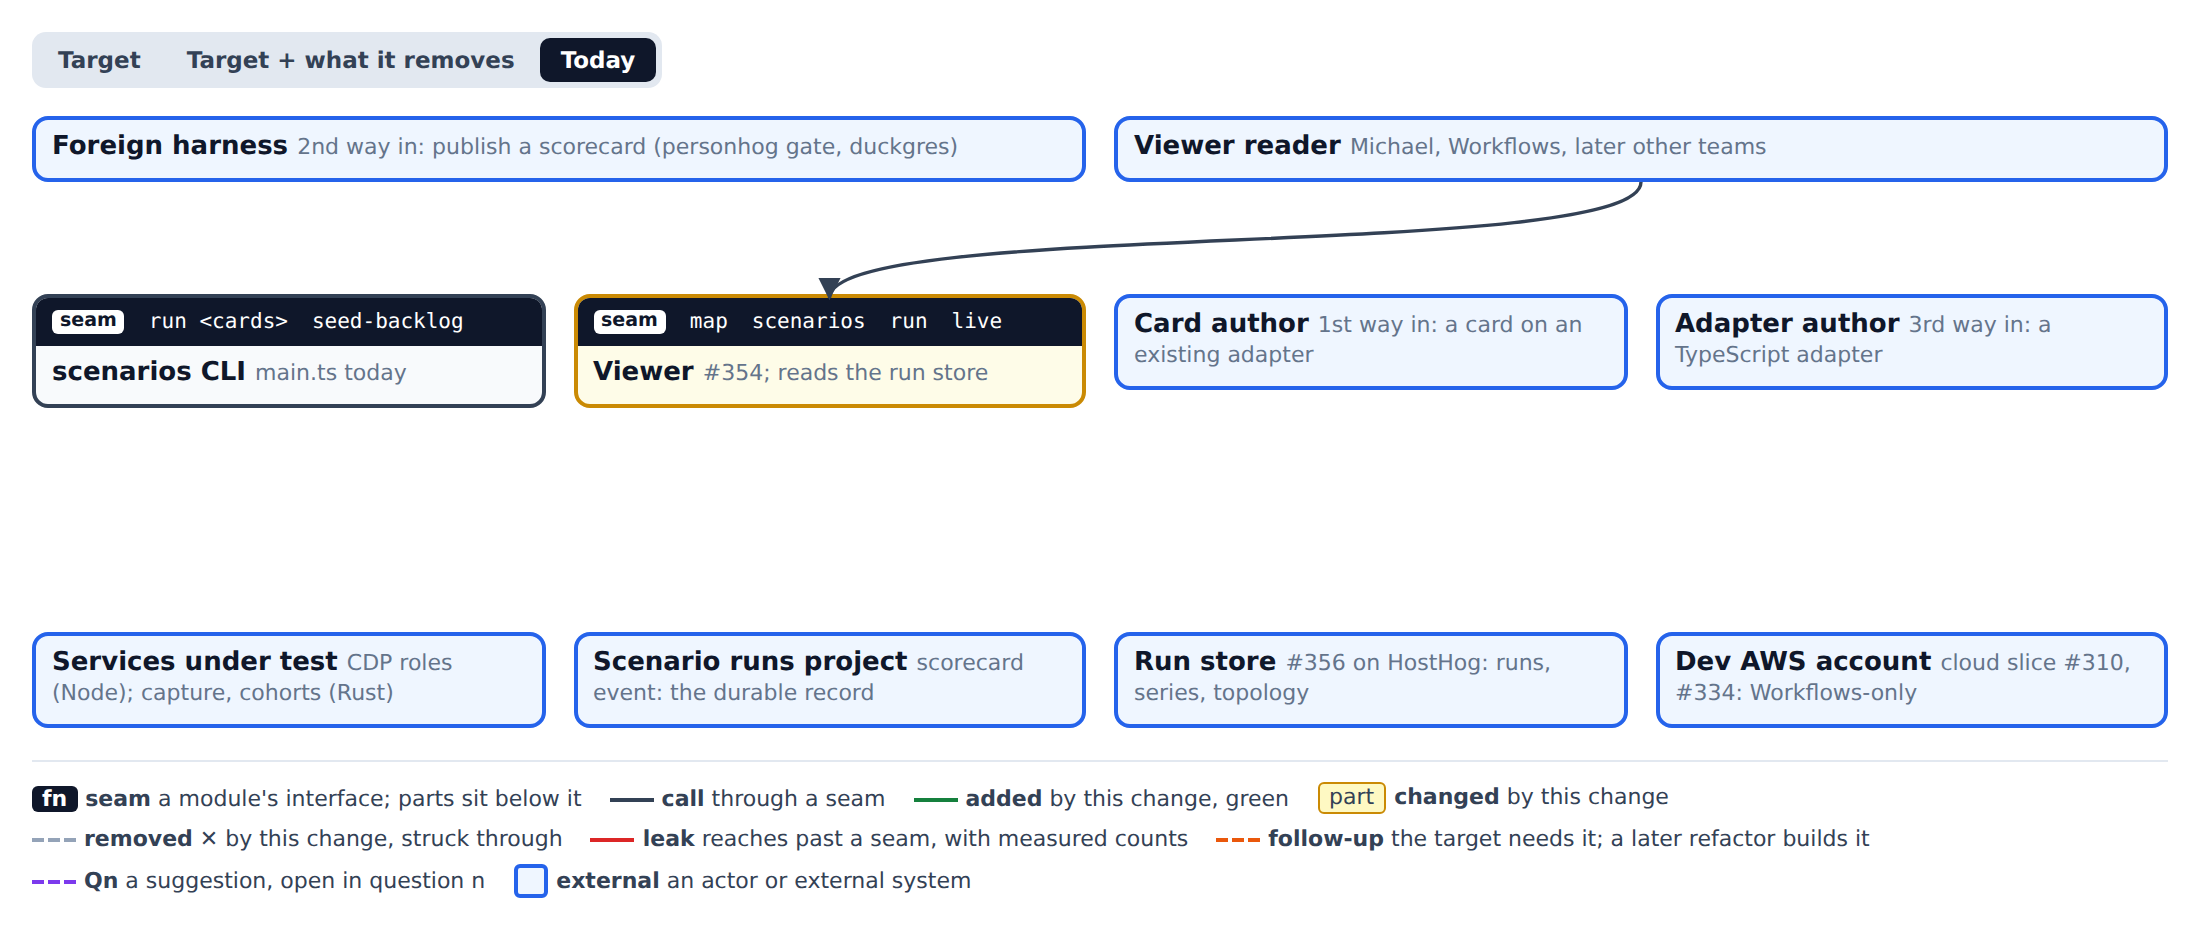 Target Target + what it removes Today
Foreign harness 2nd way in: publish a scorecard (personhog gate, duckgres)
Viewer reader Michael, Workflows, later other teams
seam run <cards> seed-backlog
scenarios CLI main.ts today
seam map scenarios run live
Viewer #354; reads the run store
Card author 1st way in: a card on an
existing adapter
Adapter author 3rd way in: a
TypeScript adapter
Services under test CDP roles
(Node); capture, cohorts (Rust)
Scenario runs project scorecard
event: the durable record
Run store #356 on HostHog: runs,
series, topology
Dev AWS account cloud slice #310,
#334: Workflows-only
fn seam a module's interface; parts sit below it call through a seam added by this change, green part changed by this change
removed ✕ by this change, struck through leak reaches past a seam, with measured counts follow-up the target needs it; a later refactor builds it
Qn a suggestion, open in question n external an actor or external system